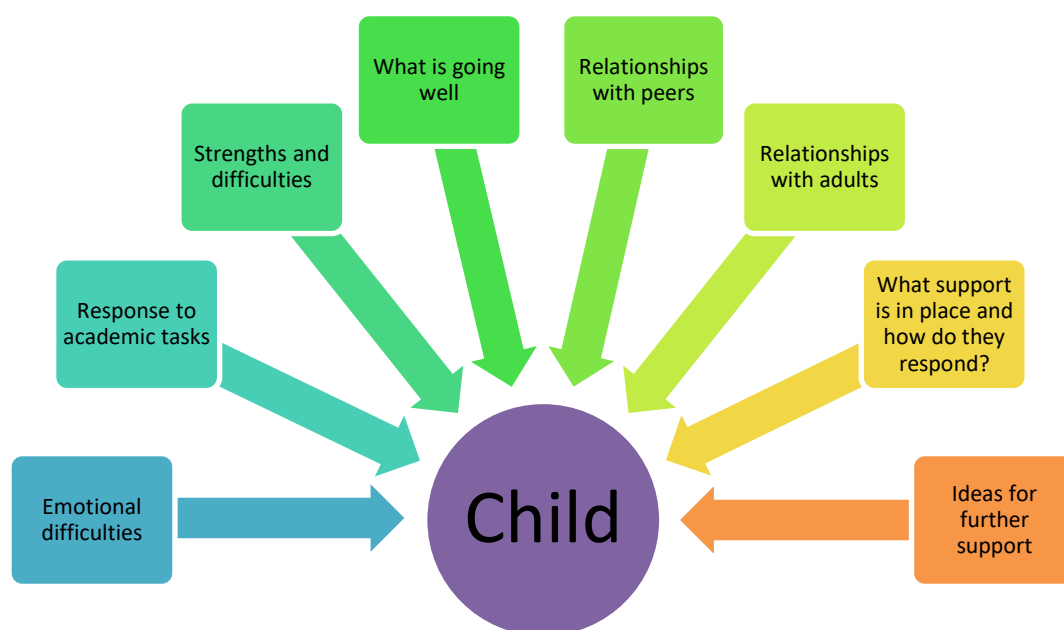 What is going
well
Relationships
with peers
Strengths and
difficulties
Relationships
with adults
Response to
academic tasks
What support
is in place and
how do they
respond?
Emotional
difficulties
Child
Ideas for
further
support